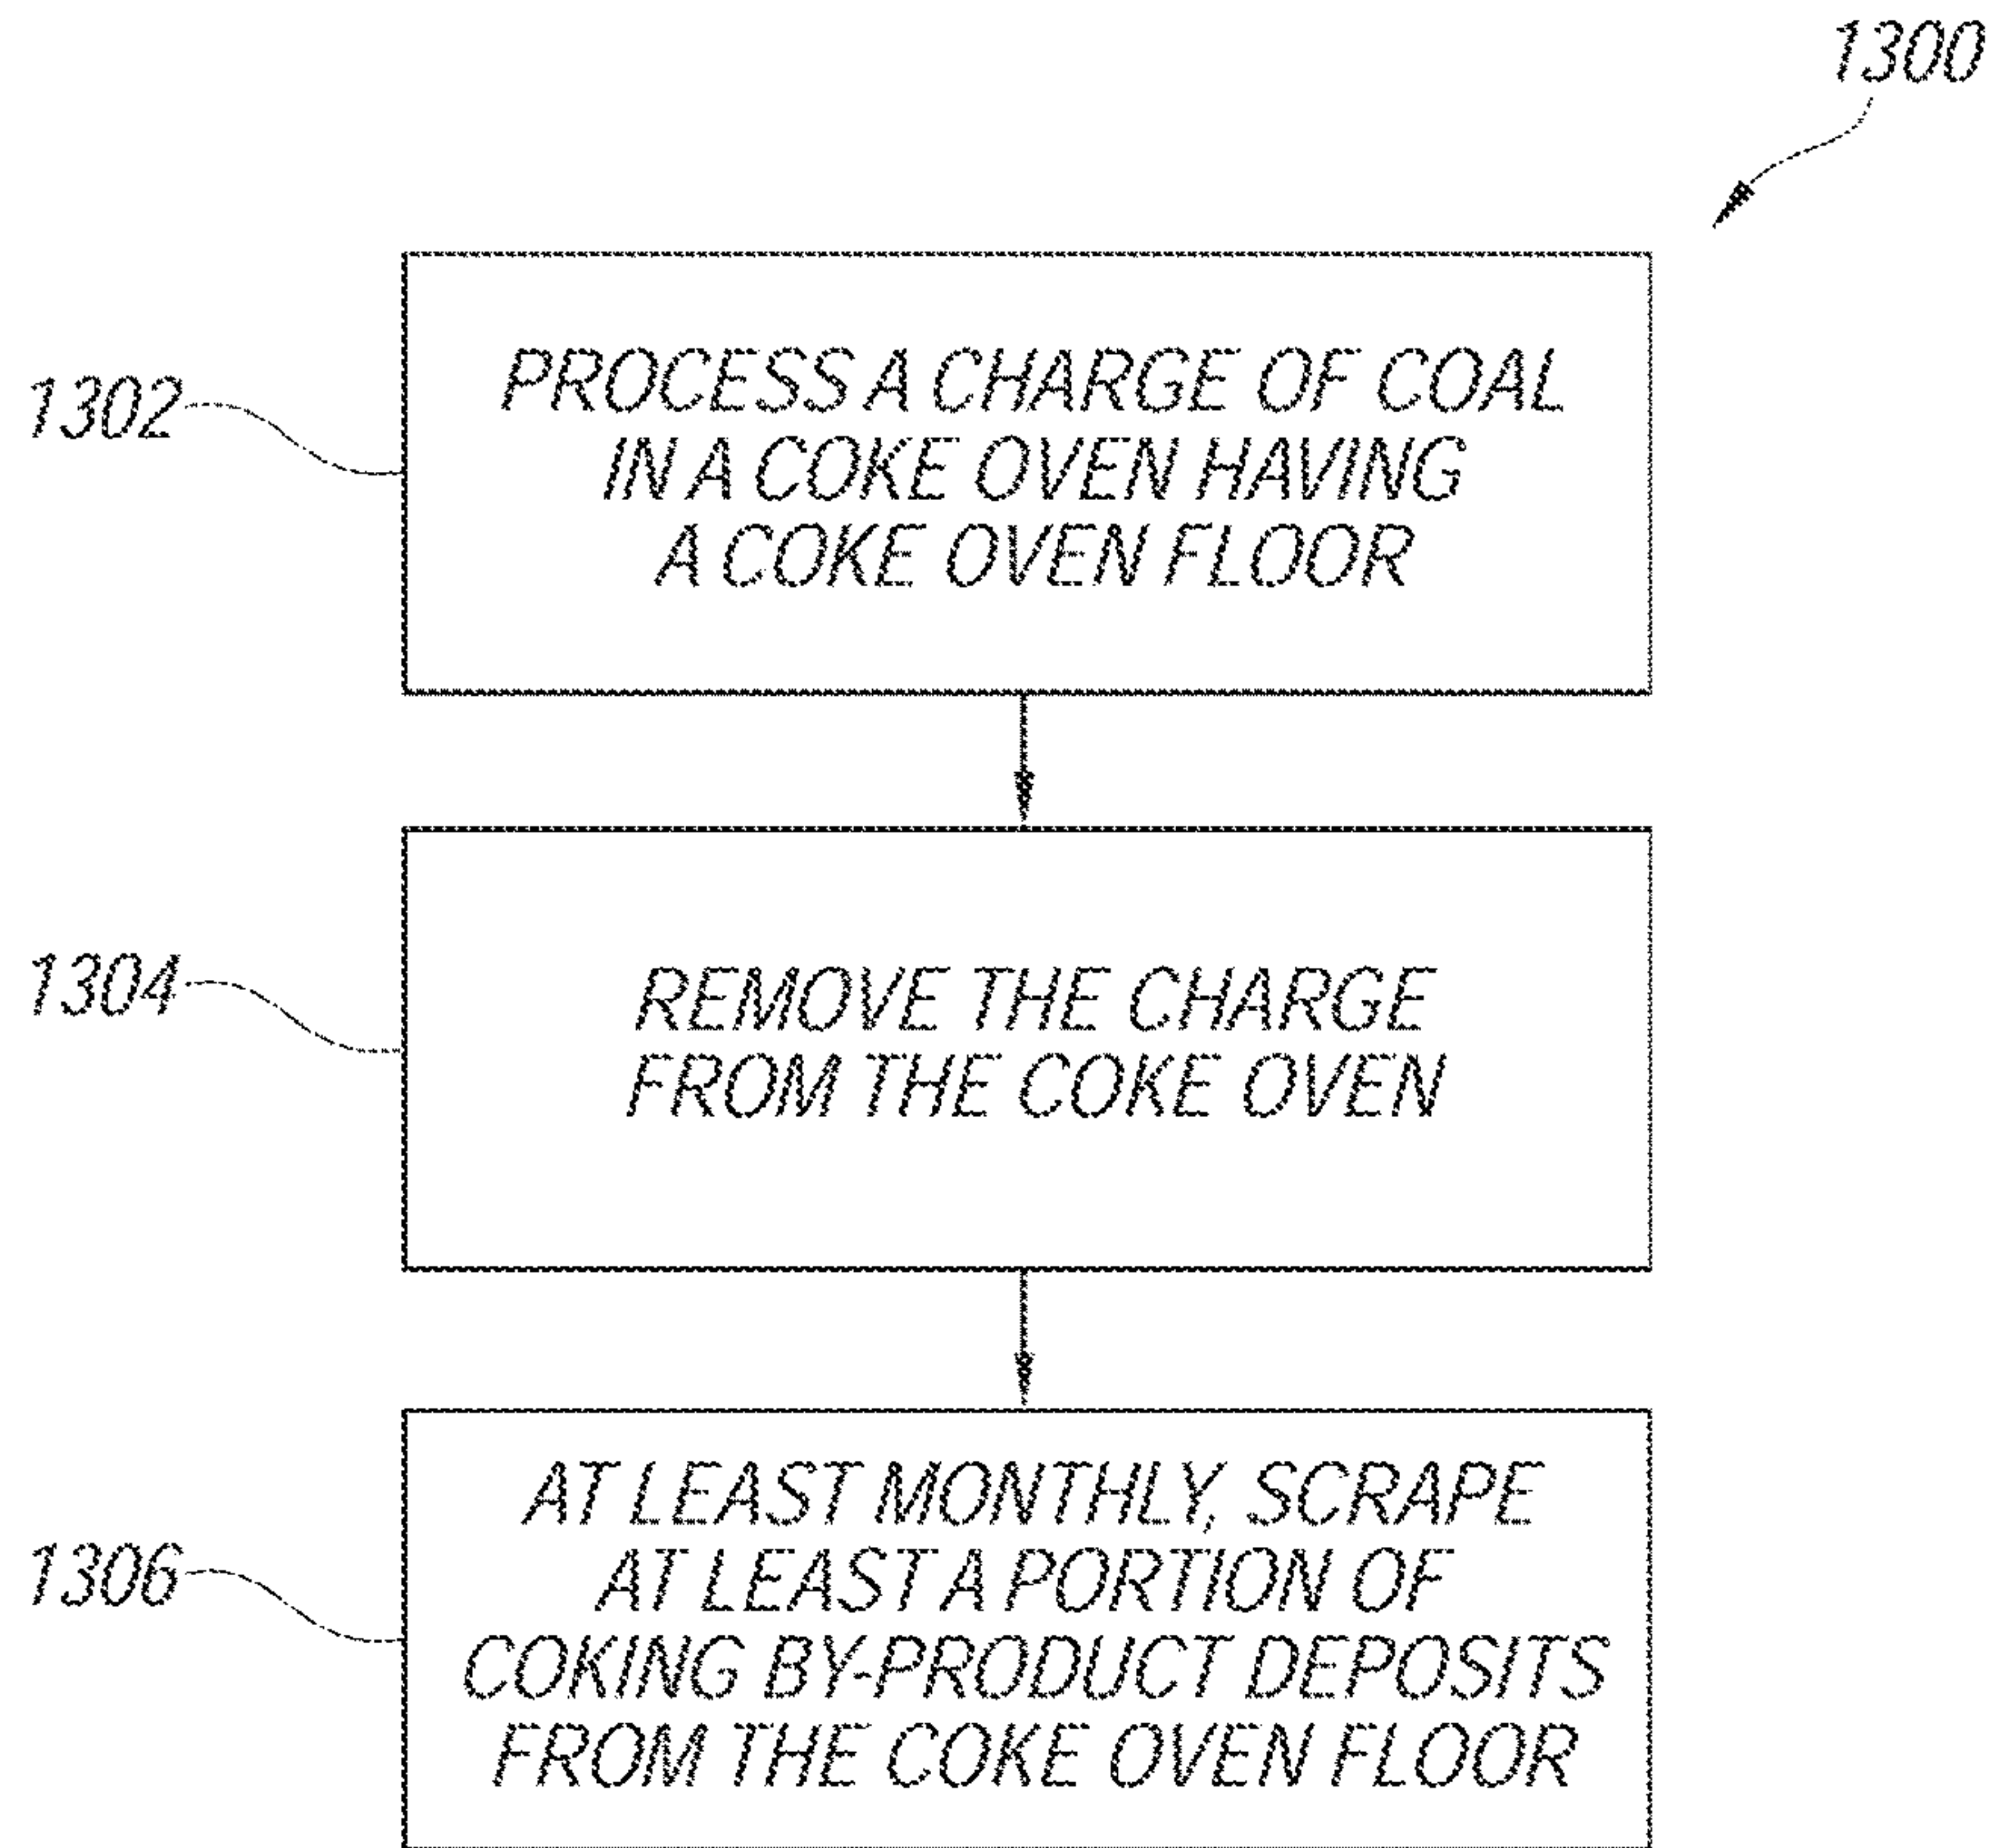 1300
1302
PROCESS A CHARGE OF COAL
IN A COKE OVEN HAVING
A COKE OVEN FLOOR
1304
REMOVE THE CHARGE
FROM THE COKE OVEN
1306
AT LEAST MONTHLY, SCRAPE
AT LEAST A PORTION OF
COKING BY-PRODUCT DEPOSITS
FROM THE COKE OVEN FLOOR